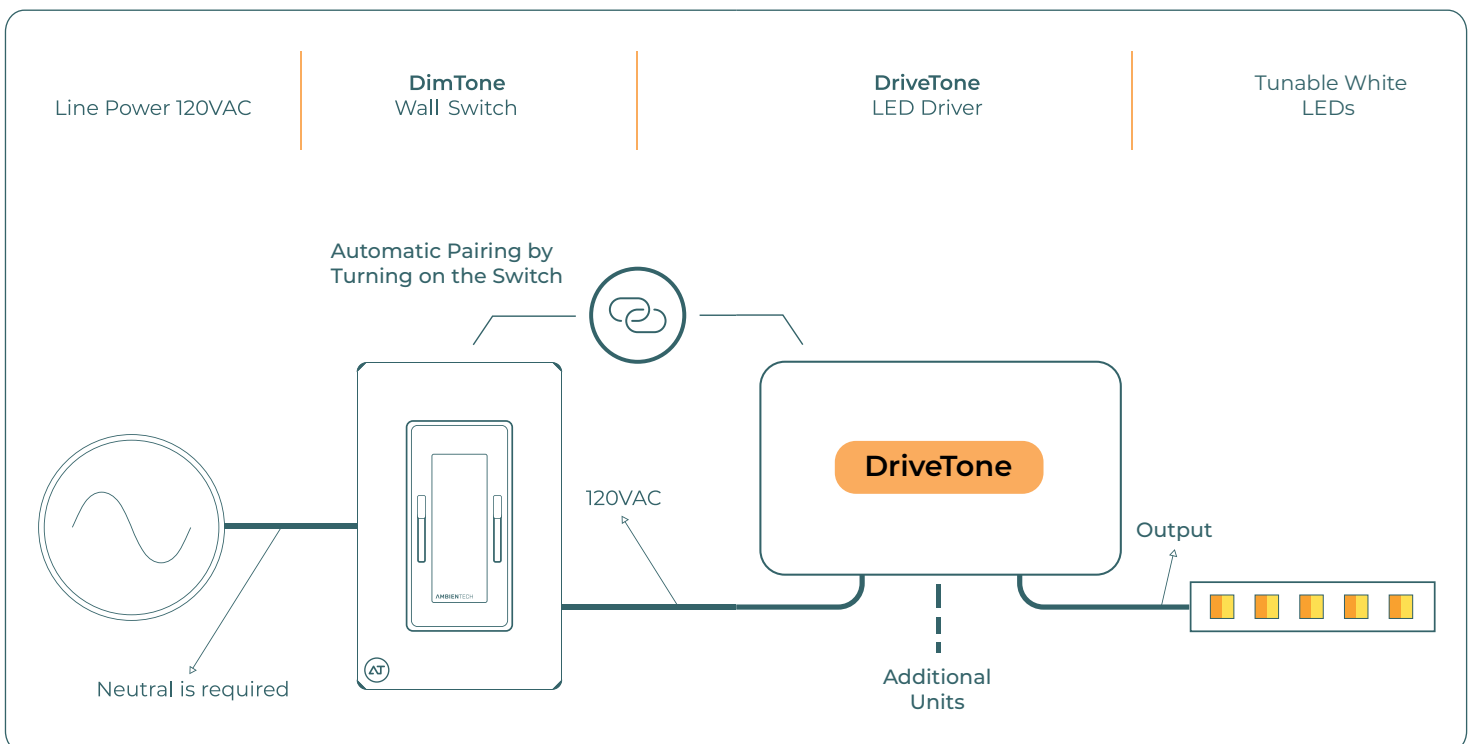 Line Power 120VAC
DimTone
Wall Switch
DriveTone
LED Driver
Tunable White
LEDs
Automatic Pairing by
Turning on the Switch
DriveTone
120VAC
Output
AMBIENTECH
AT
Neutral is required
Additional
Units